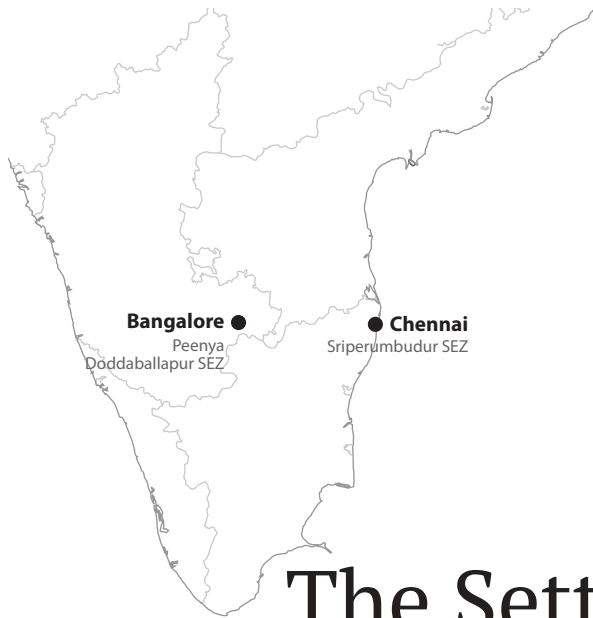 Bangalore
Peenya
Doddaballapur SEZ
Chennai
Sriperumbudur SEZ
The Sett